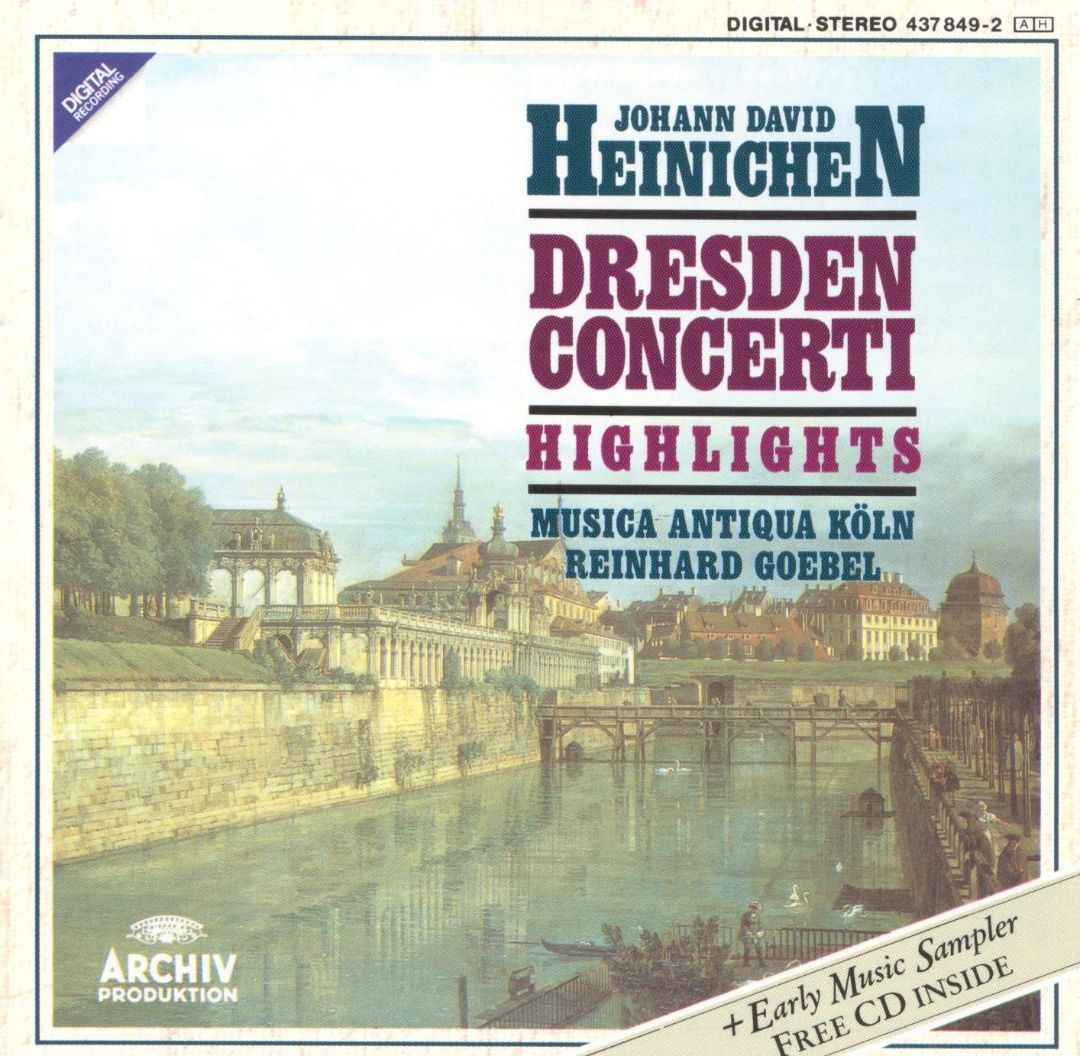 DIGITAL·STEREO 437 849-2 AH
DIGITAL
RECORDING
JOHANN DAVID
HEINICHEN
DRESDEN
CONCERTI
HIGHLIGHTS
MUSICA ANTIQUA KÖLN
REINHARD GOEBEL
ARCHIV
PRODUKTION
+Early Music Sampler
FREE CD INSIDE